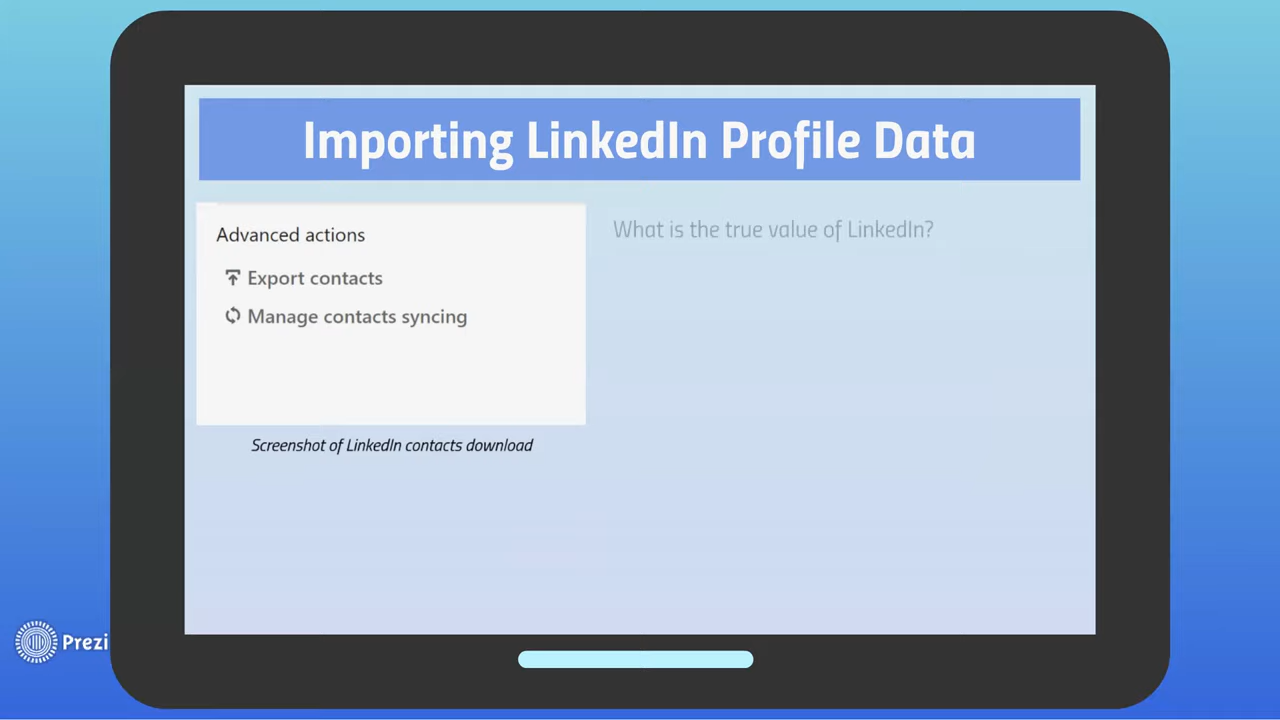 Importing LinkedIn Profile Data
Advanced actions
Export contacts
Manage contacts syncing
Screenshot of LinkedIn contacts download
What is the true value of LinkedIn?
Prezi